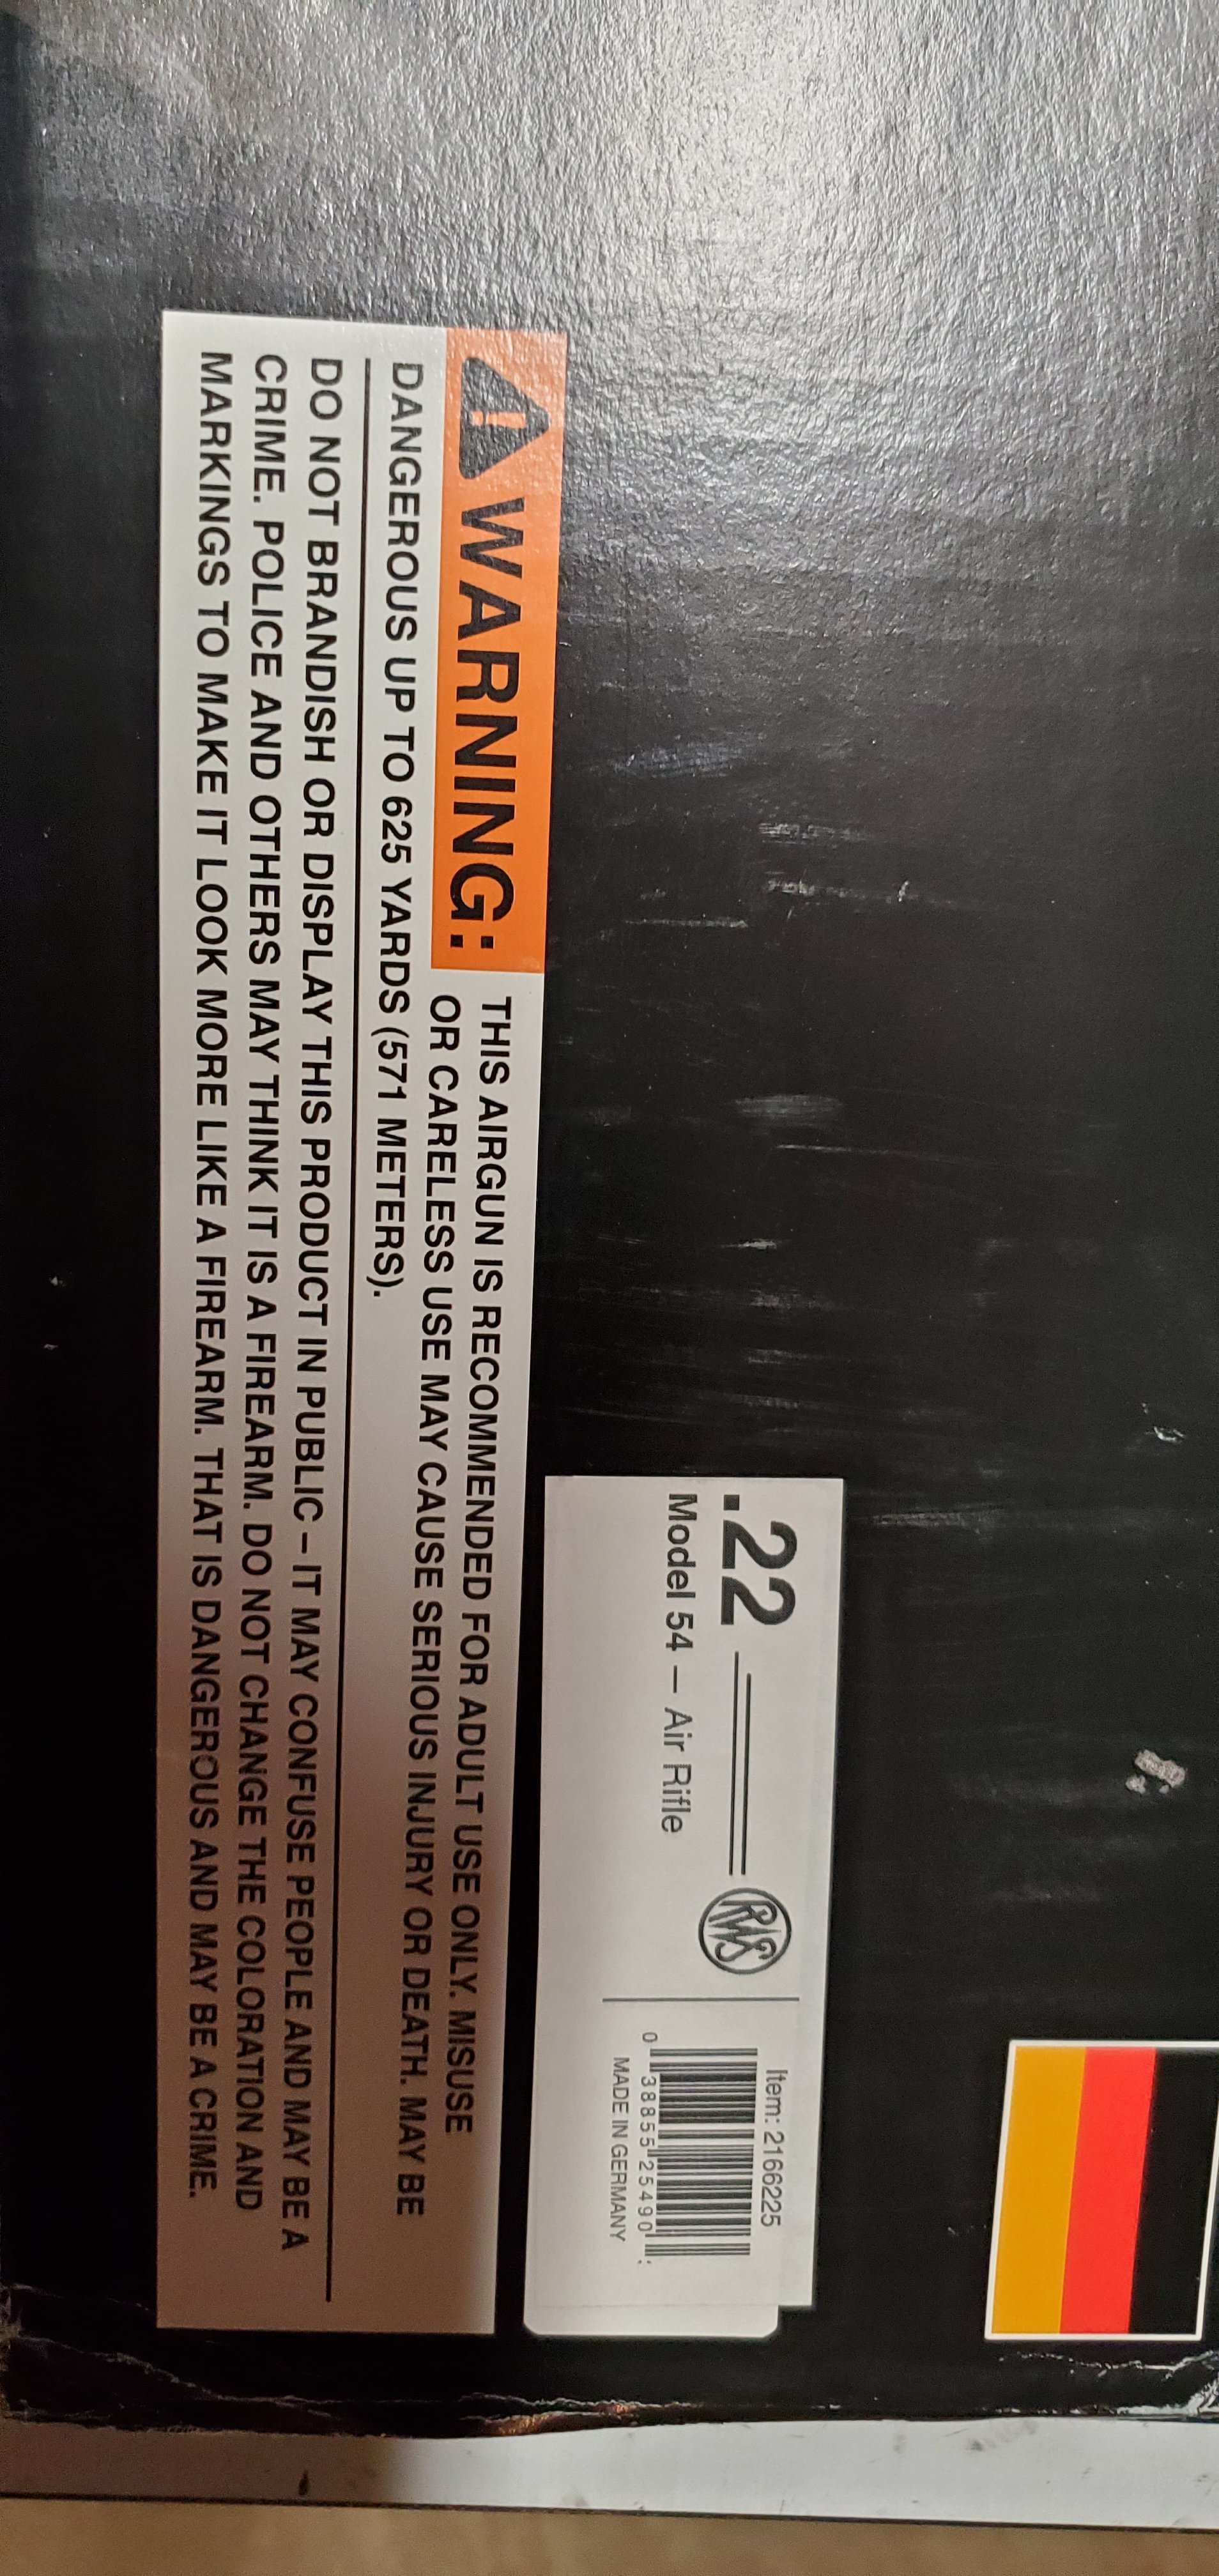 .22
RWS
Model 54 – Air Rifle
Item: 2166225
0 38855 25490
MADE IN GERMANY
WARNING: THIS AIRGUN IS RECOMMENDED FOR ADULT USE ONLY. MISUSE
OR CARELESS USE MAY CAUSE SERIOUS INJURY OR DEATH. MAY BE
DANGEROUS UP TO 625 YARDS (571 METERS).
DO NOT BRANDISH OR DISPLAY THIS PRODUCT IN PUBLIC – IT MAY CONFUSE PEOPLE AND MAY BE A
CRIME. POLICE AND OTHERS MAY THINK IT IS A FIREARM. DO NOT CHANGE THE COLORATION AND
MARKINGS TO MAKE IT LOOK MORE LIKE A FIREARM. THAT IS DANGEROUS AND MAY BE A CRIME.